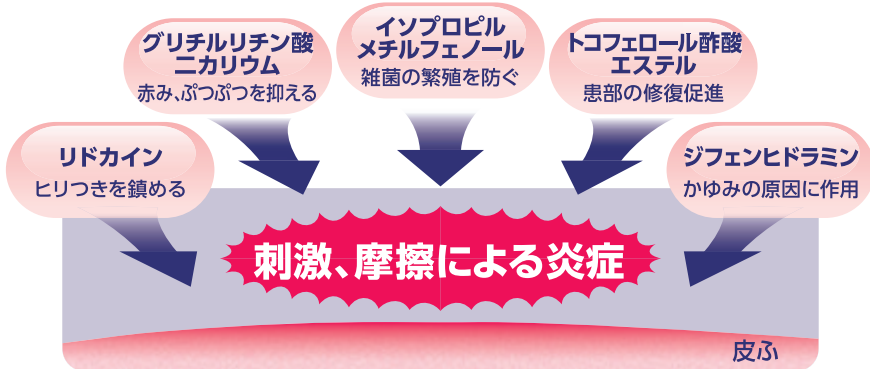 リドカイン
ヒリつきを鎮める
グリチルリチン酸
ニカリウム
赤み、ぷつぷつを抑える
イソプロピル
メチルフェノール
雑菌の繁殖を防ぐ
トコフェロール酢酸
エステル
患部の修復促進
ジフェンヒドラミン
かゆみの原因に作用
刺激、摩擦による炎症
皮ふ